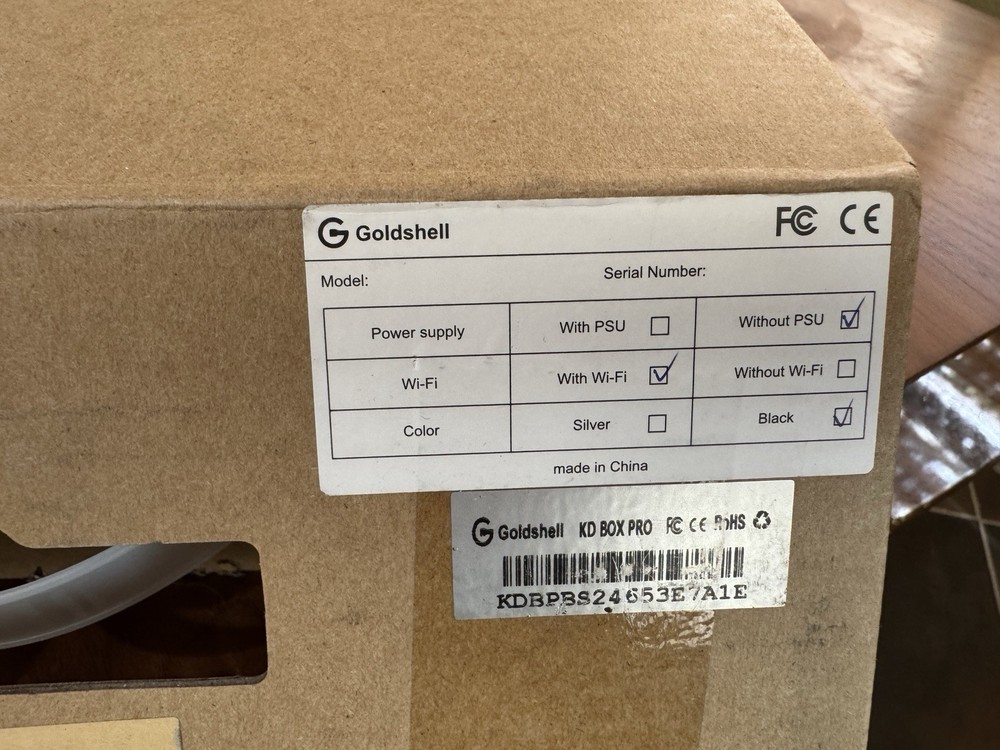 Goldshell FC CE
Model: Serial Number:
Power supply With PSU Without PSU
Wi-Fi With Wi-Fi Without Wi-Fi
Color Silver Black
made in China
Goldshell KD BOX PRO FC CE RoHS
KDBPBS24653E7A1E